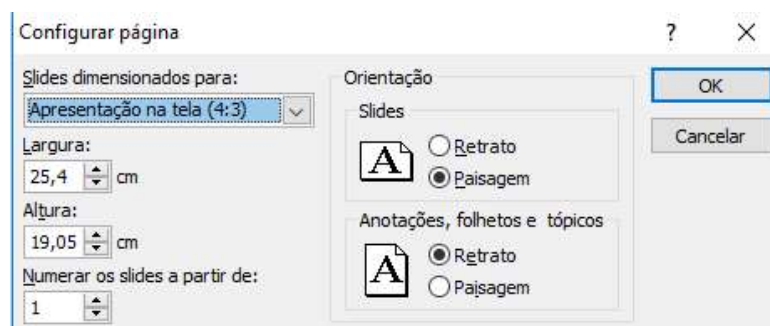 Configurar página
? X
Slides dimensionados para:
Apresentação na tela (4:3)
Largura:
25,4 cm
Altura:
19,05 cm
Numerar os slides a partir de:
1
Orientação
Slides
A
Retrato
Paisagem
Anotações, folhetos e tópicos
A
Retrato
Paisagem
OK
Cancelar